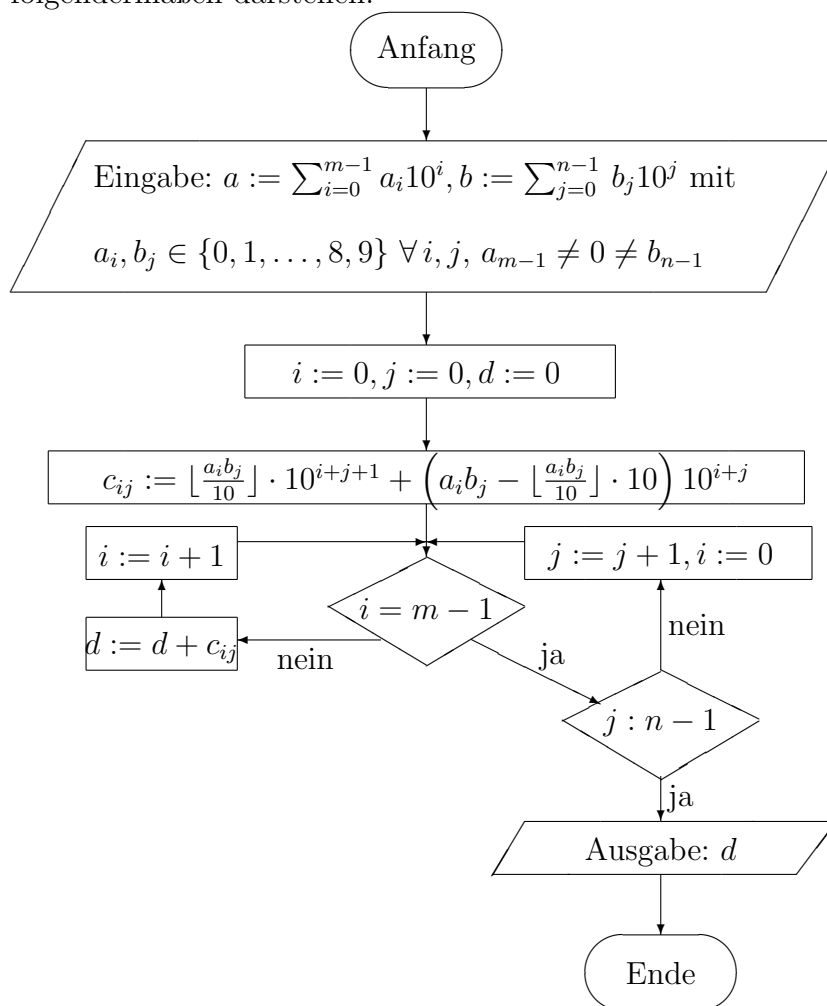 folgendermaßen darstellen:
Anfang
Eingabe: $a := \sum_{i=0}^{m-1} a_i 10^i, b := \sum_{j=0}^{n-1} b_j 10^j$ mit
$a_i, b_j \in \{0, 1, \ldots, 8, 9\} \; \forall \, i, j, \, a_{m-1} \neq 0 \neq b_{n-1}$
$i := 0, j := 0, d := 0$
$c_{ij} := \lfloor \frac{a_i b_j}{10} \rfloor \cdot 10^{i+j+1} + \left( a_i b_j - \lfloor \frac{a_i b_j}{10} \rfloor \cdot 10 \right) 10^{i+j}$
$i := i + 1$
$j := j + 1, i := 0$
$i = m - 1$
$d := d + c_{ij}$
nein
ja
nein
$j : n - 1$
ja
Ausgabe: $d$
Ende